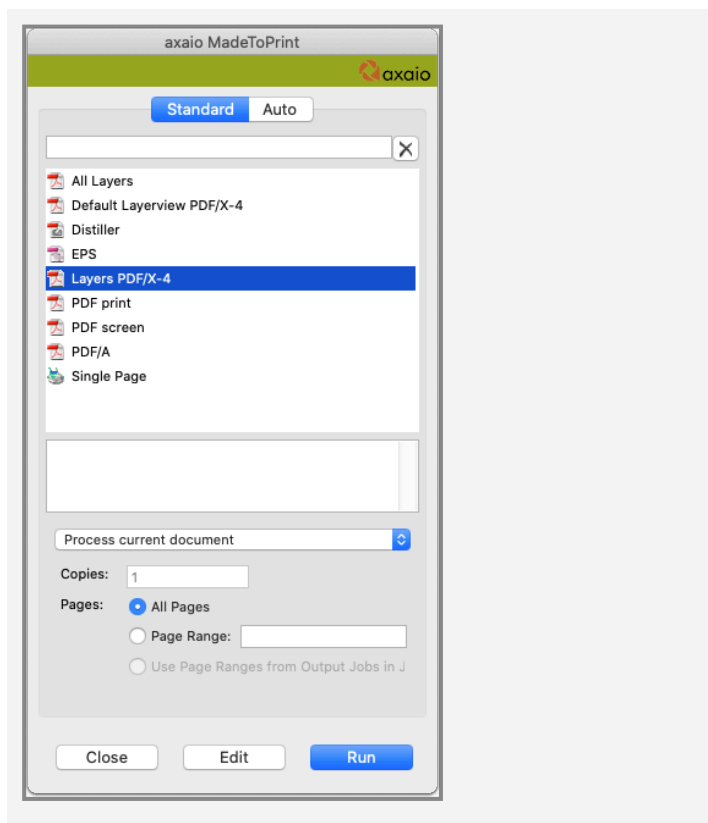 axaio MadeToPrint
axaio
Standard Auto
All Layers
Default Layerview PDF/X-4
Distiller
EPS
Layers PDF/X-4
PDF print
PDF screen
PDF/A
Single Page
Process current document
Copies: 1
Pages: All Pages
Page Range:
Use Page Ranges from Output Jobs in J
Close Edit Run